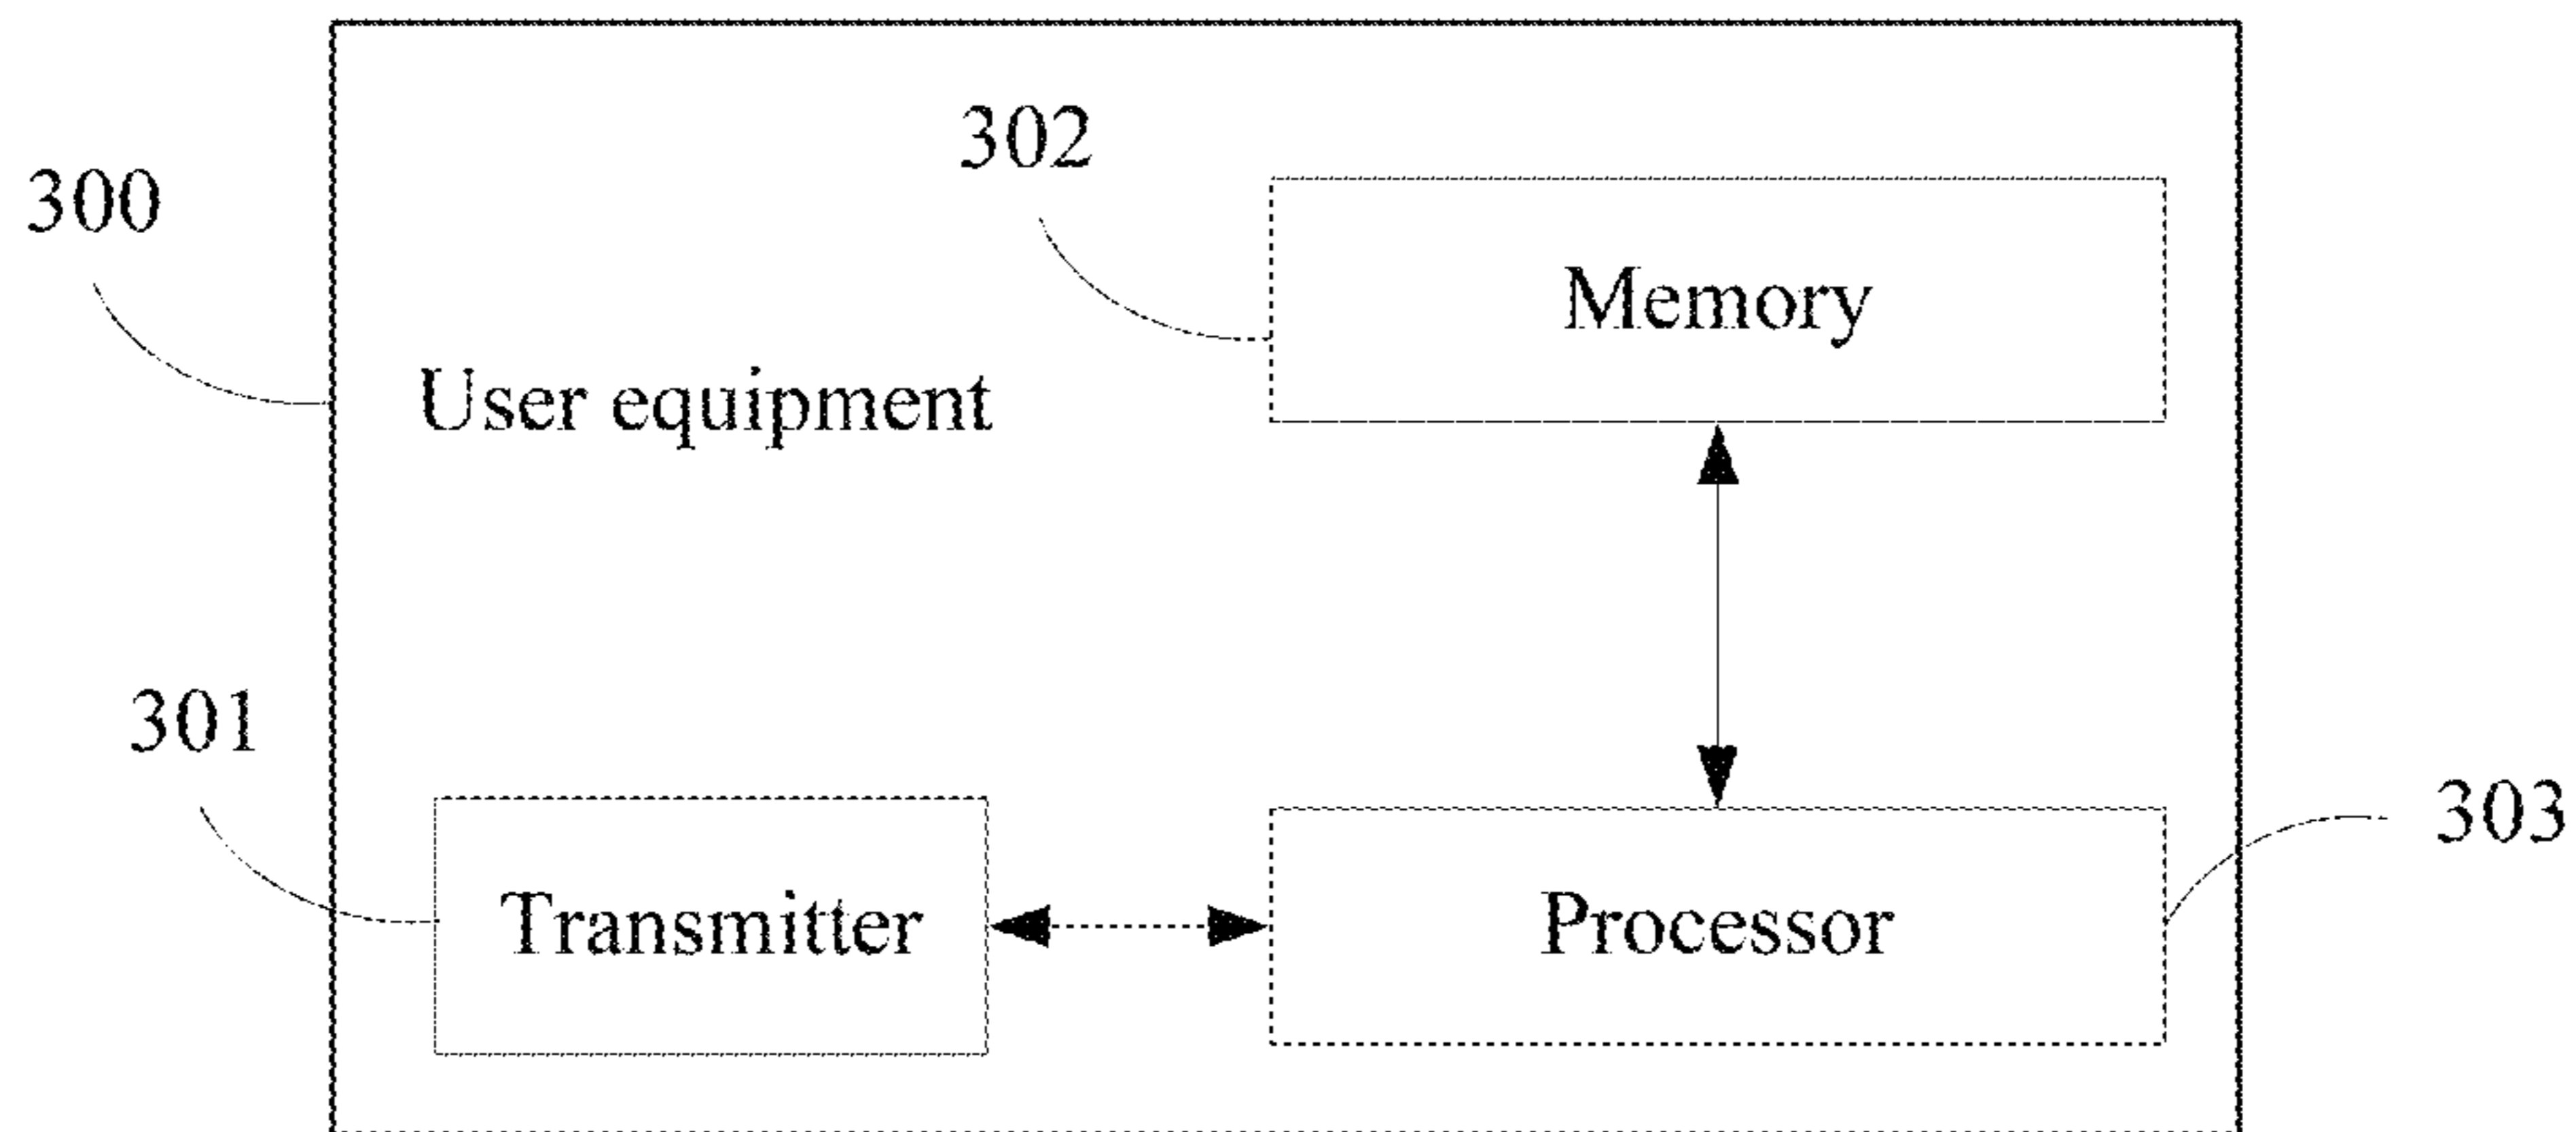 302
300
Memory
User equipment
301
303
Transmitter
Processor